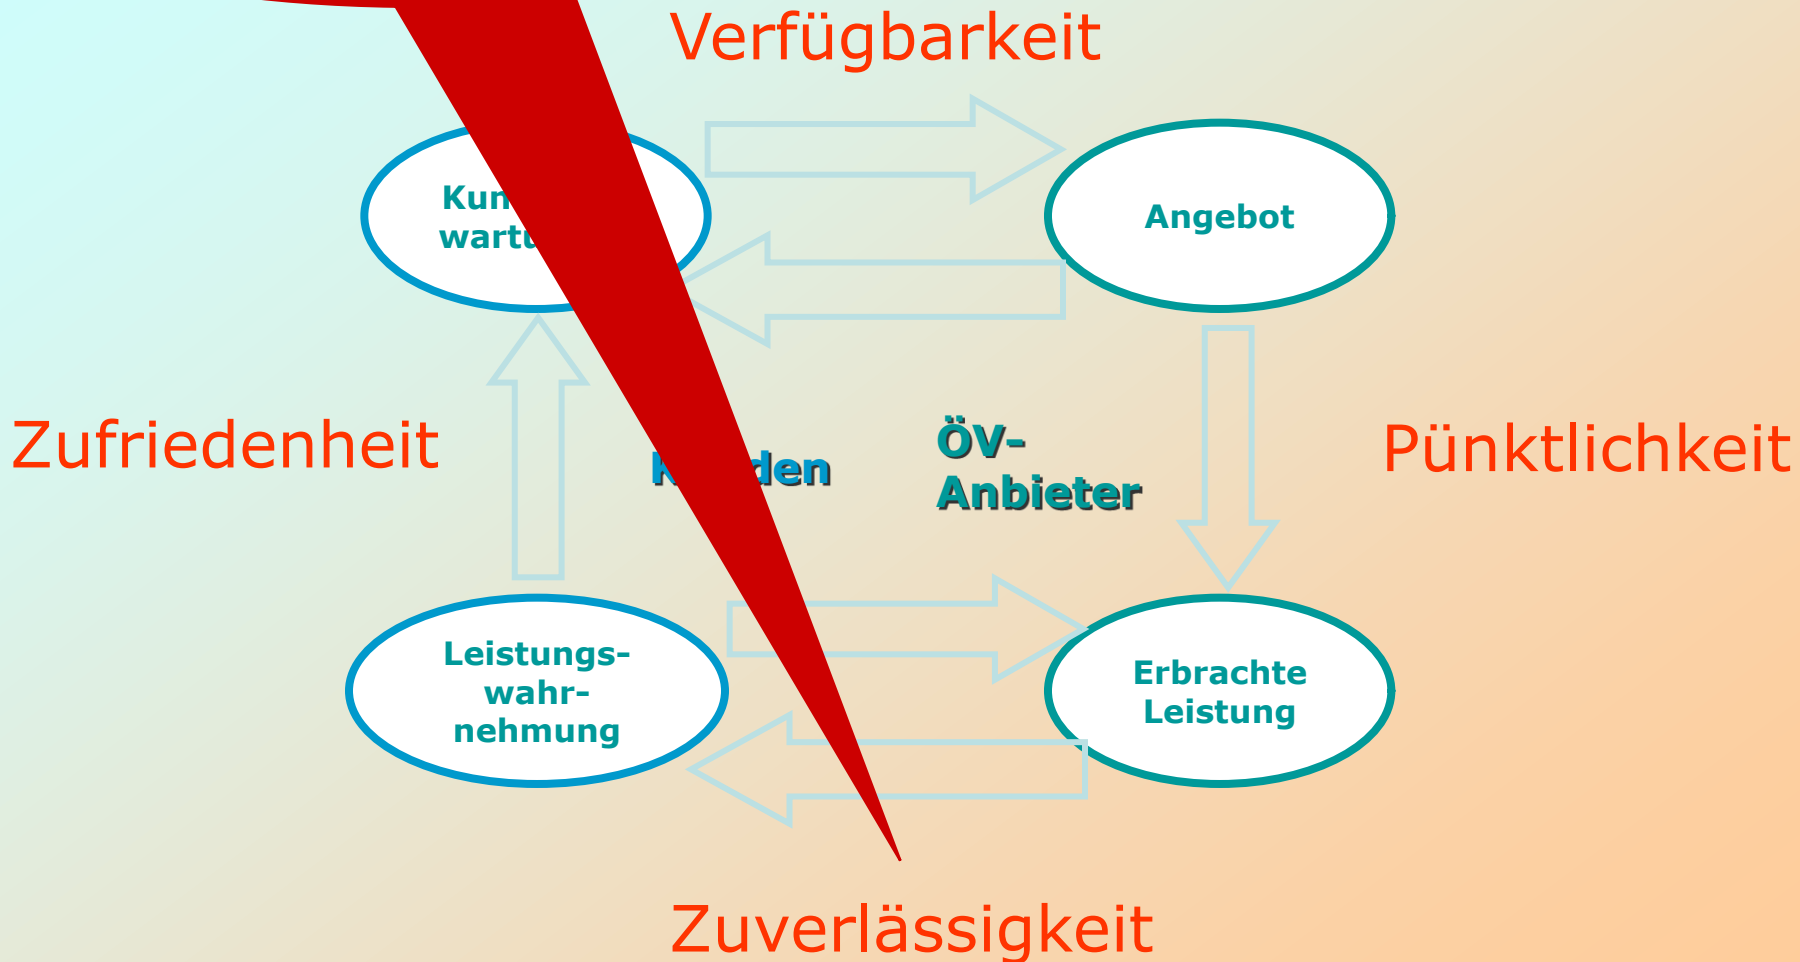 Verfügbarkeit
Angebot
Zufriedenheit
ÖV-
Anbieter
Pünktlichkeit
Leistungs-
wahr-
nehmung
Erbrachte
Leistung
Zuverlässigkeit